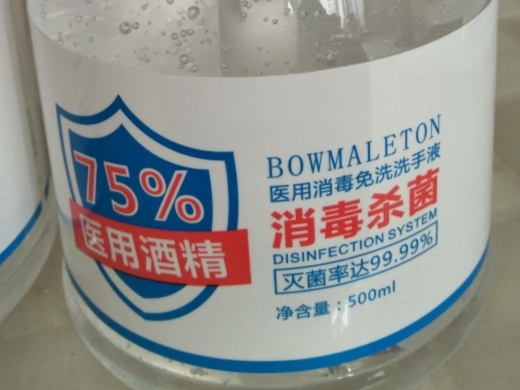 75%
医用酒精
BOWMALETON
医用消毒免洗洗手液
消毒杀菌
DISINFECTION SYSTEM
灭菌率达99.99%
净含量：500ml